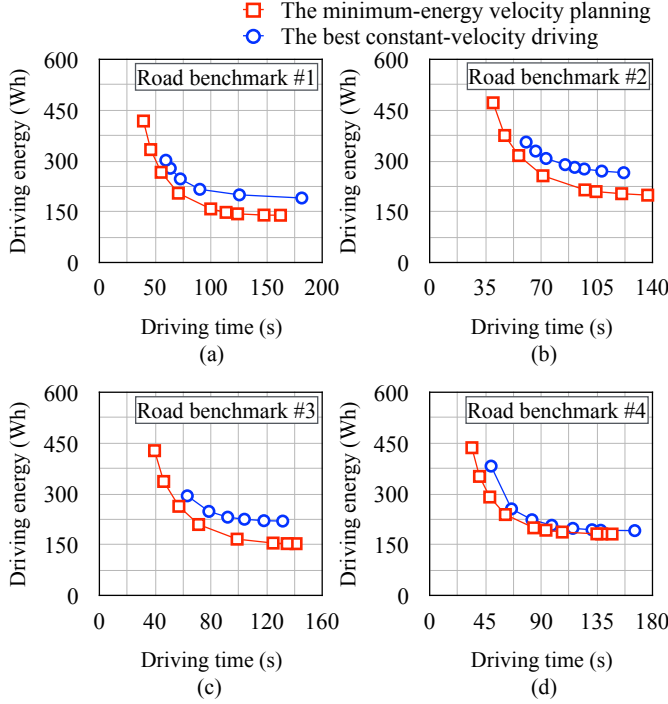 The minimum-energy velocity planning
The best constant-velocity driving
Driving energy (Wh)
600
450
300
150
0
Road benchmark #1
0 50 100 150 200
Driving time (s)
(a)
Driving energy (Wh)
600
450
300
150
0
Road benchmark #2
0 35 70 105 140
Driving time (s)
(b)
Driving energy (Wh)
600
450
300
150
0
Road benchmark #3
0 40 80 120 160
Driving time (s)
(c)
Driving energy (Wh)
600
450
300
150
0
Road benchmark #4
0 45 90 135 180
Driving time (s)
(d)